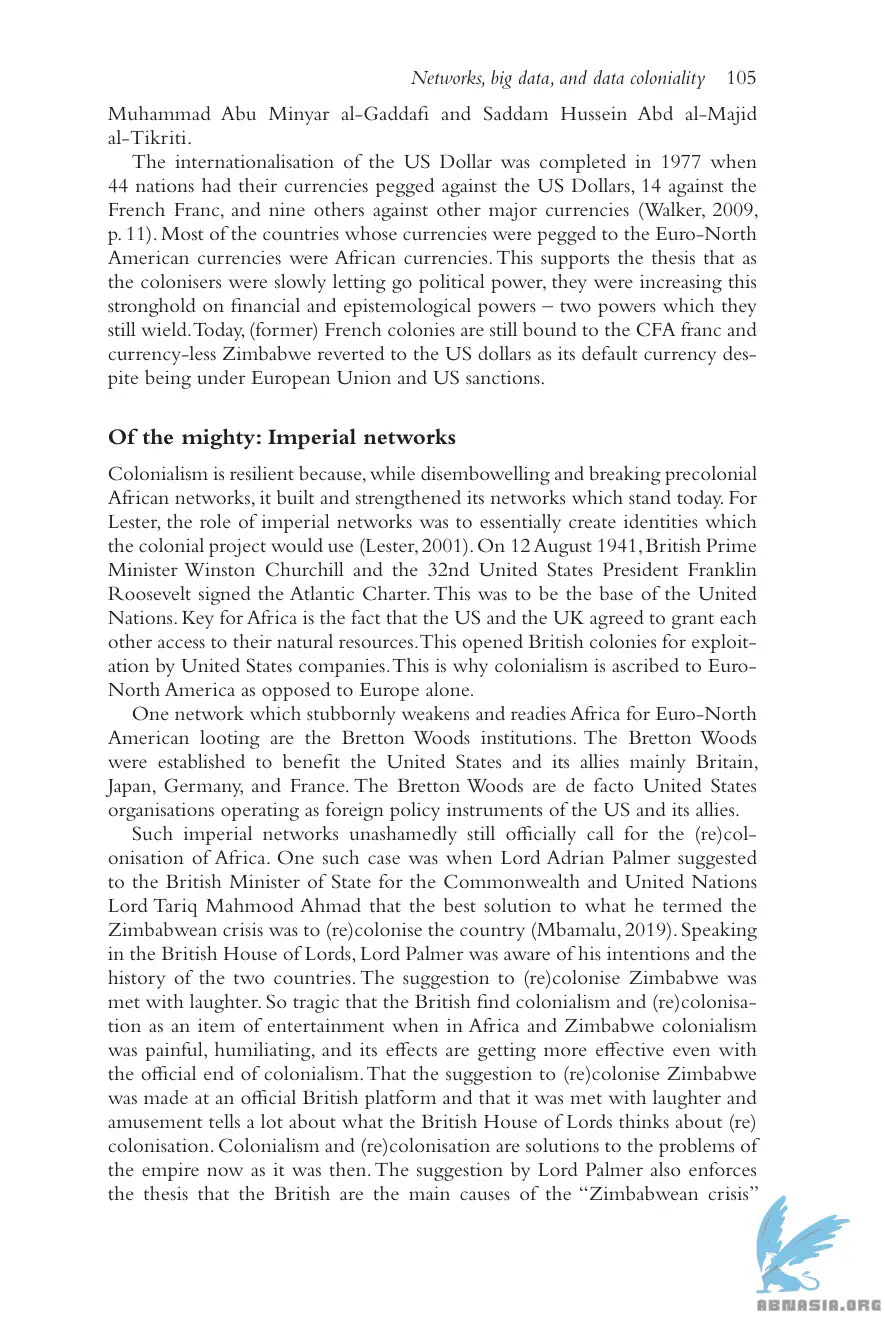 Networks, big data, and data coloniality 105
Muhammad Abu Minyar al-Gaddafi and Saddam Hussein Abd al-Majid
al-Tikriti.
The internationalisation of the US Dollar was completed in 1977 when
44 nations had their currencies pegged against the US Dollars, 14 against the
French Franc, and nine others against other major currencies (Walker, 2009,
p. 11). Most of the countries whose currencies were pegged to the Euro-North
American currencies were African currencies. This supports the thesis that as
the colonisers were slowly letting go political power, they were increasing this
stronghold on financial and epistemological powers – two powers which they
still wield. Today, (former) French colonies are still bound to the CFA franc and
currency-less Zimbabwe reverted to the US dollars as its default currency des-
pite being under European Union and US sanctions.
Of the mighty: Imperial networks
Colonialism is resilient because, while disembowelling and breaking precolonial
African networks, it built and strengthened its networks which stand today. For
Lester, the role of imperial networks was to essentially create identities which
the colonial project would use (Lester, 2001). On 12 August 1941, British Prime
Minister Winston Churchill and the 32nd United States President Franklin
Roosevelt signed the Atlantic Charter. This was to be the base of the United
Nations. Key for Africa is the fact that the US and the UK agreed to grant each
other access to their natural resources. This opened British colonies for exploit-
ation by United States companies. This is why colonialism is ascribed to Euro-
North America as opposed to Europe alone.
One network which stubbornly weakens and readies Africa for Euro-North
American looting are the Bretton Woods institutions. The Bretton Woods
were established to benefit the United States and its allies mainly Britain,
Japan, Germany, and France. The Bretton Woods are de facto United States
organisations operating as foreign policy instruments of the US and its allies.
Such imperial networks unashamedly still officially call for the (re)col-
onisation of Africa. One such case was when Lord Adrian Palmer suggested
to the British Minister of State for the Commonwealth and United Nations
Lord Tariq Mahmood Ahmad that the best solution to what he termed the
Zimbabwean crisis was to (re)colonise the country (Mbamalu, 2019). Speaking
in the British House of Lords, Lord Palmer was aware of his intentions and the
history of the two countries. The suggestion to (re)colonise Zimbabwe was
met with laughter. So tragic that the British find colonialism and (re)colonisa-
tion as an item of entertainment when in Africa and Zimbabwe colonialism
was painful, humiliating, and its effects are getting more effective even with
the official end of colonialism. That the suggestion to (re)colonise Zimbabwe
was made at an official British platform and that it was met with laughter and
amusement tells a lot about what the British House of Lords thinks about (re)
colonisation. Colonialism and (re)colonisation are solutions to the problems of
the empire now as it was then. The suggestion by Lord Palmer also enforces
the thesis that the British are the main causes of the “Zimbabwean crisis”
ABNASIA.ORG